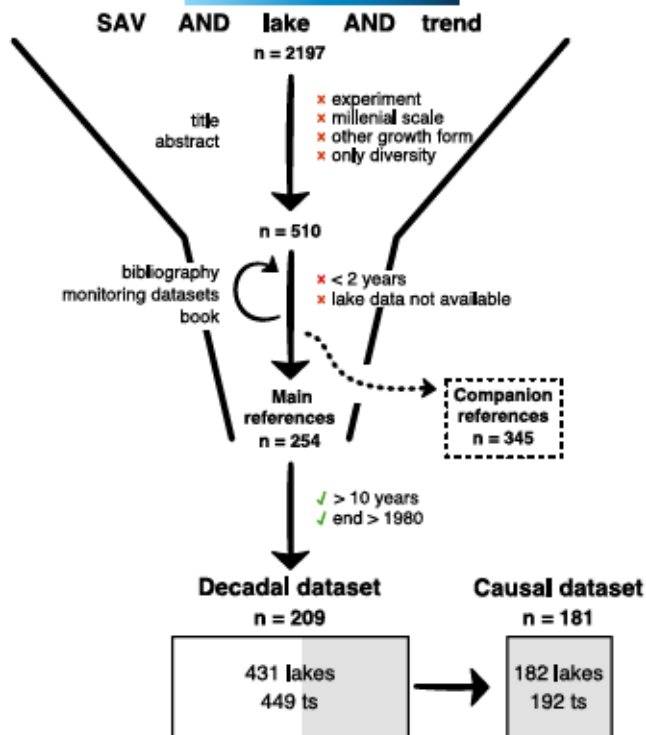 SAV AND lake AND trend
n = 2197
title
abstract
× experiment
× millenial scale
× other growth form
× only diversity
n = 510
bibliography
monitoring datasets
book
× < 2 years
× lake data not available
Main
references
n = 254
Companion
references
n = 345
√ > 10 years
√ end > 1980
Decadal dataset
n = 209
431 lakes
449 ts
Causal dataset
n = 181
182 lakes
192 ts